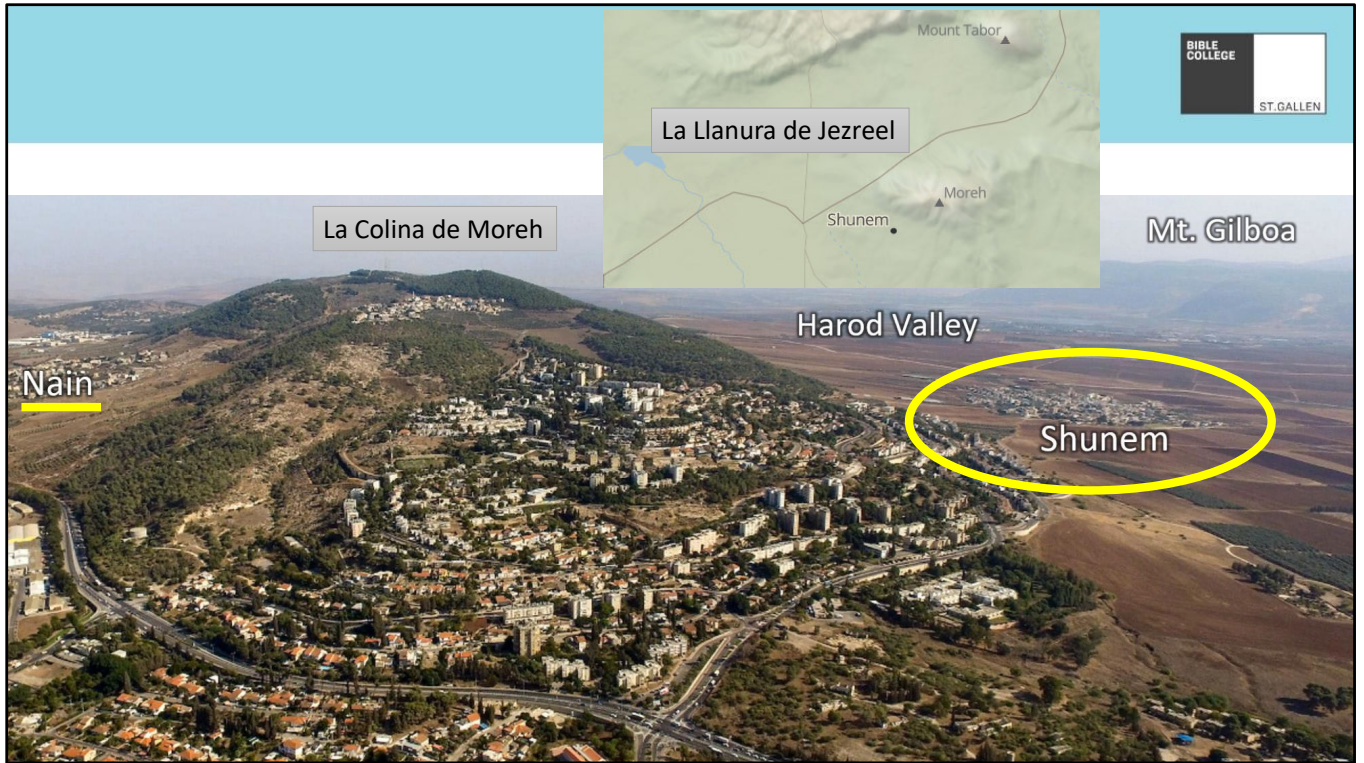 Mount Tabor
BIBLE
COLLEGE
ST.GALLEN
La Llanura de Jezreel
Moreh
Shunem
La Colina de Moreh
Mt. Gilboa
Harod Valley
Nain
Shunem